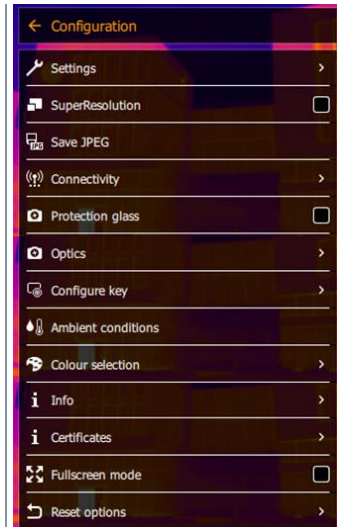 Configuration
Settings
SuperResolution
JPG
Save JPEG
Connectivity
Protection glass
Optics
Configure key
Ambient conditions
Colour selection
Info
Certificates
Fullscreen mode
Reset options